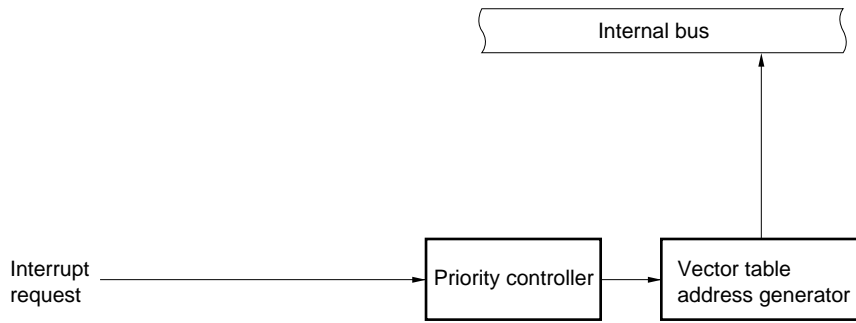 Internal bus
Interrupt
request
Priority controller
Vector table
address generator